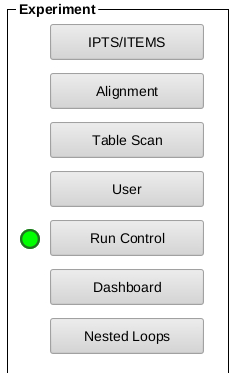 Experiment
IPTS/ITEMS
Alignment
Table Scan
User
Run Control
Dashboard
Nested Loops